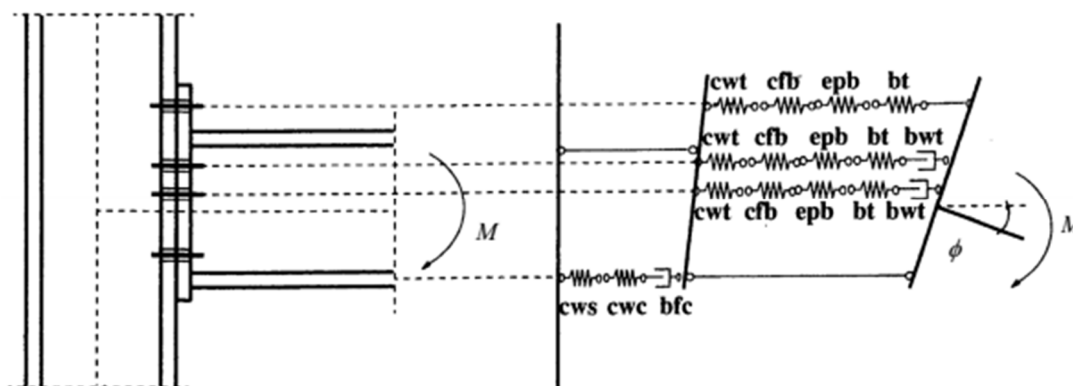 cwt cfb epb bt
cwt cfb epb bt bwt
cwt cfb epb bt bwt
M
ϕ
M
cws cwc bfc